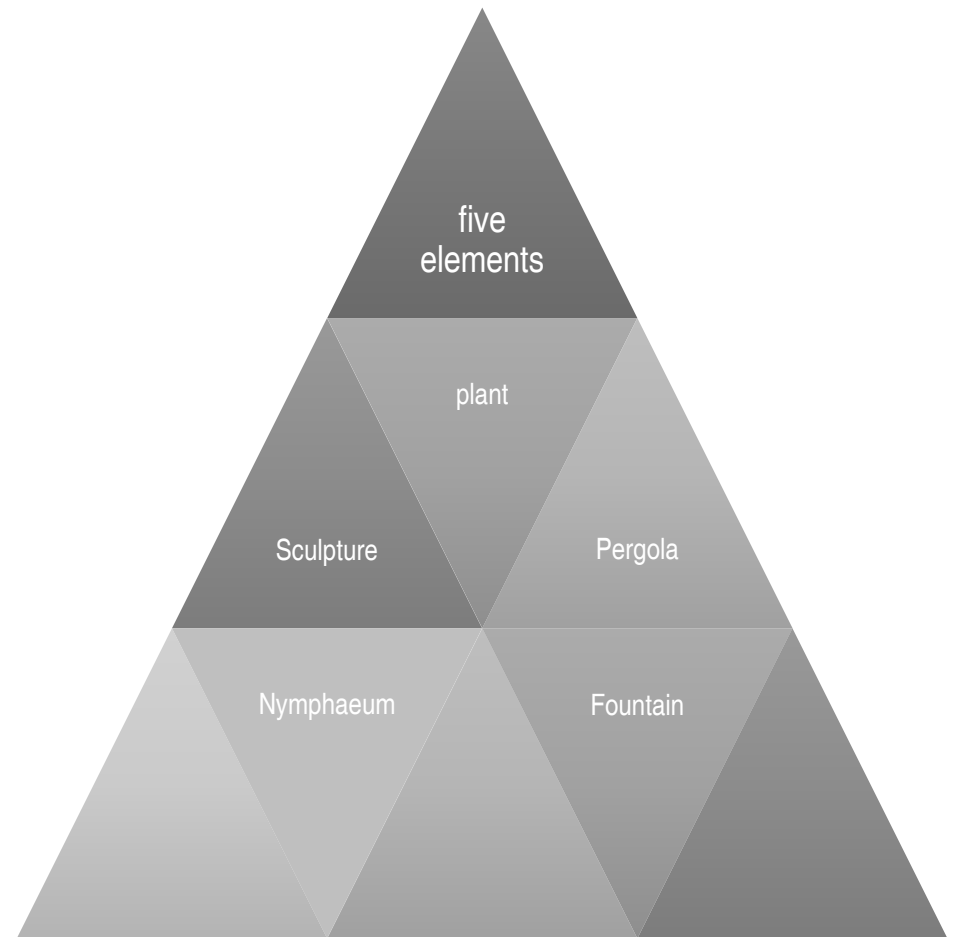 five
elements
plant
Sculpture
Pergola
Nymphaeum
Fountain